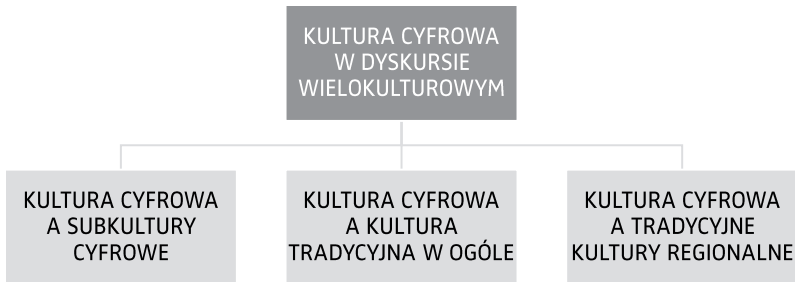 KULTURA CYFROWA
W DYSKURSIE
WIELOKULTUROWYM
KULTURA CYFROWA
A SUBKULTURY
CYFROWE
KULTURA CYFROWA
A KULTURA
TRADYCYJNA W OGÓLE
KULTURA CYFROWA
A TRADYCYJNE
KULTURY REGIONALNE